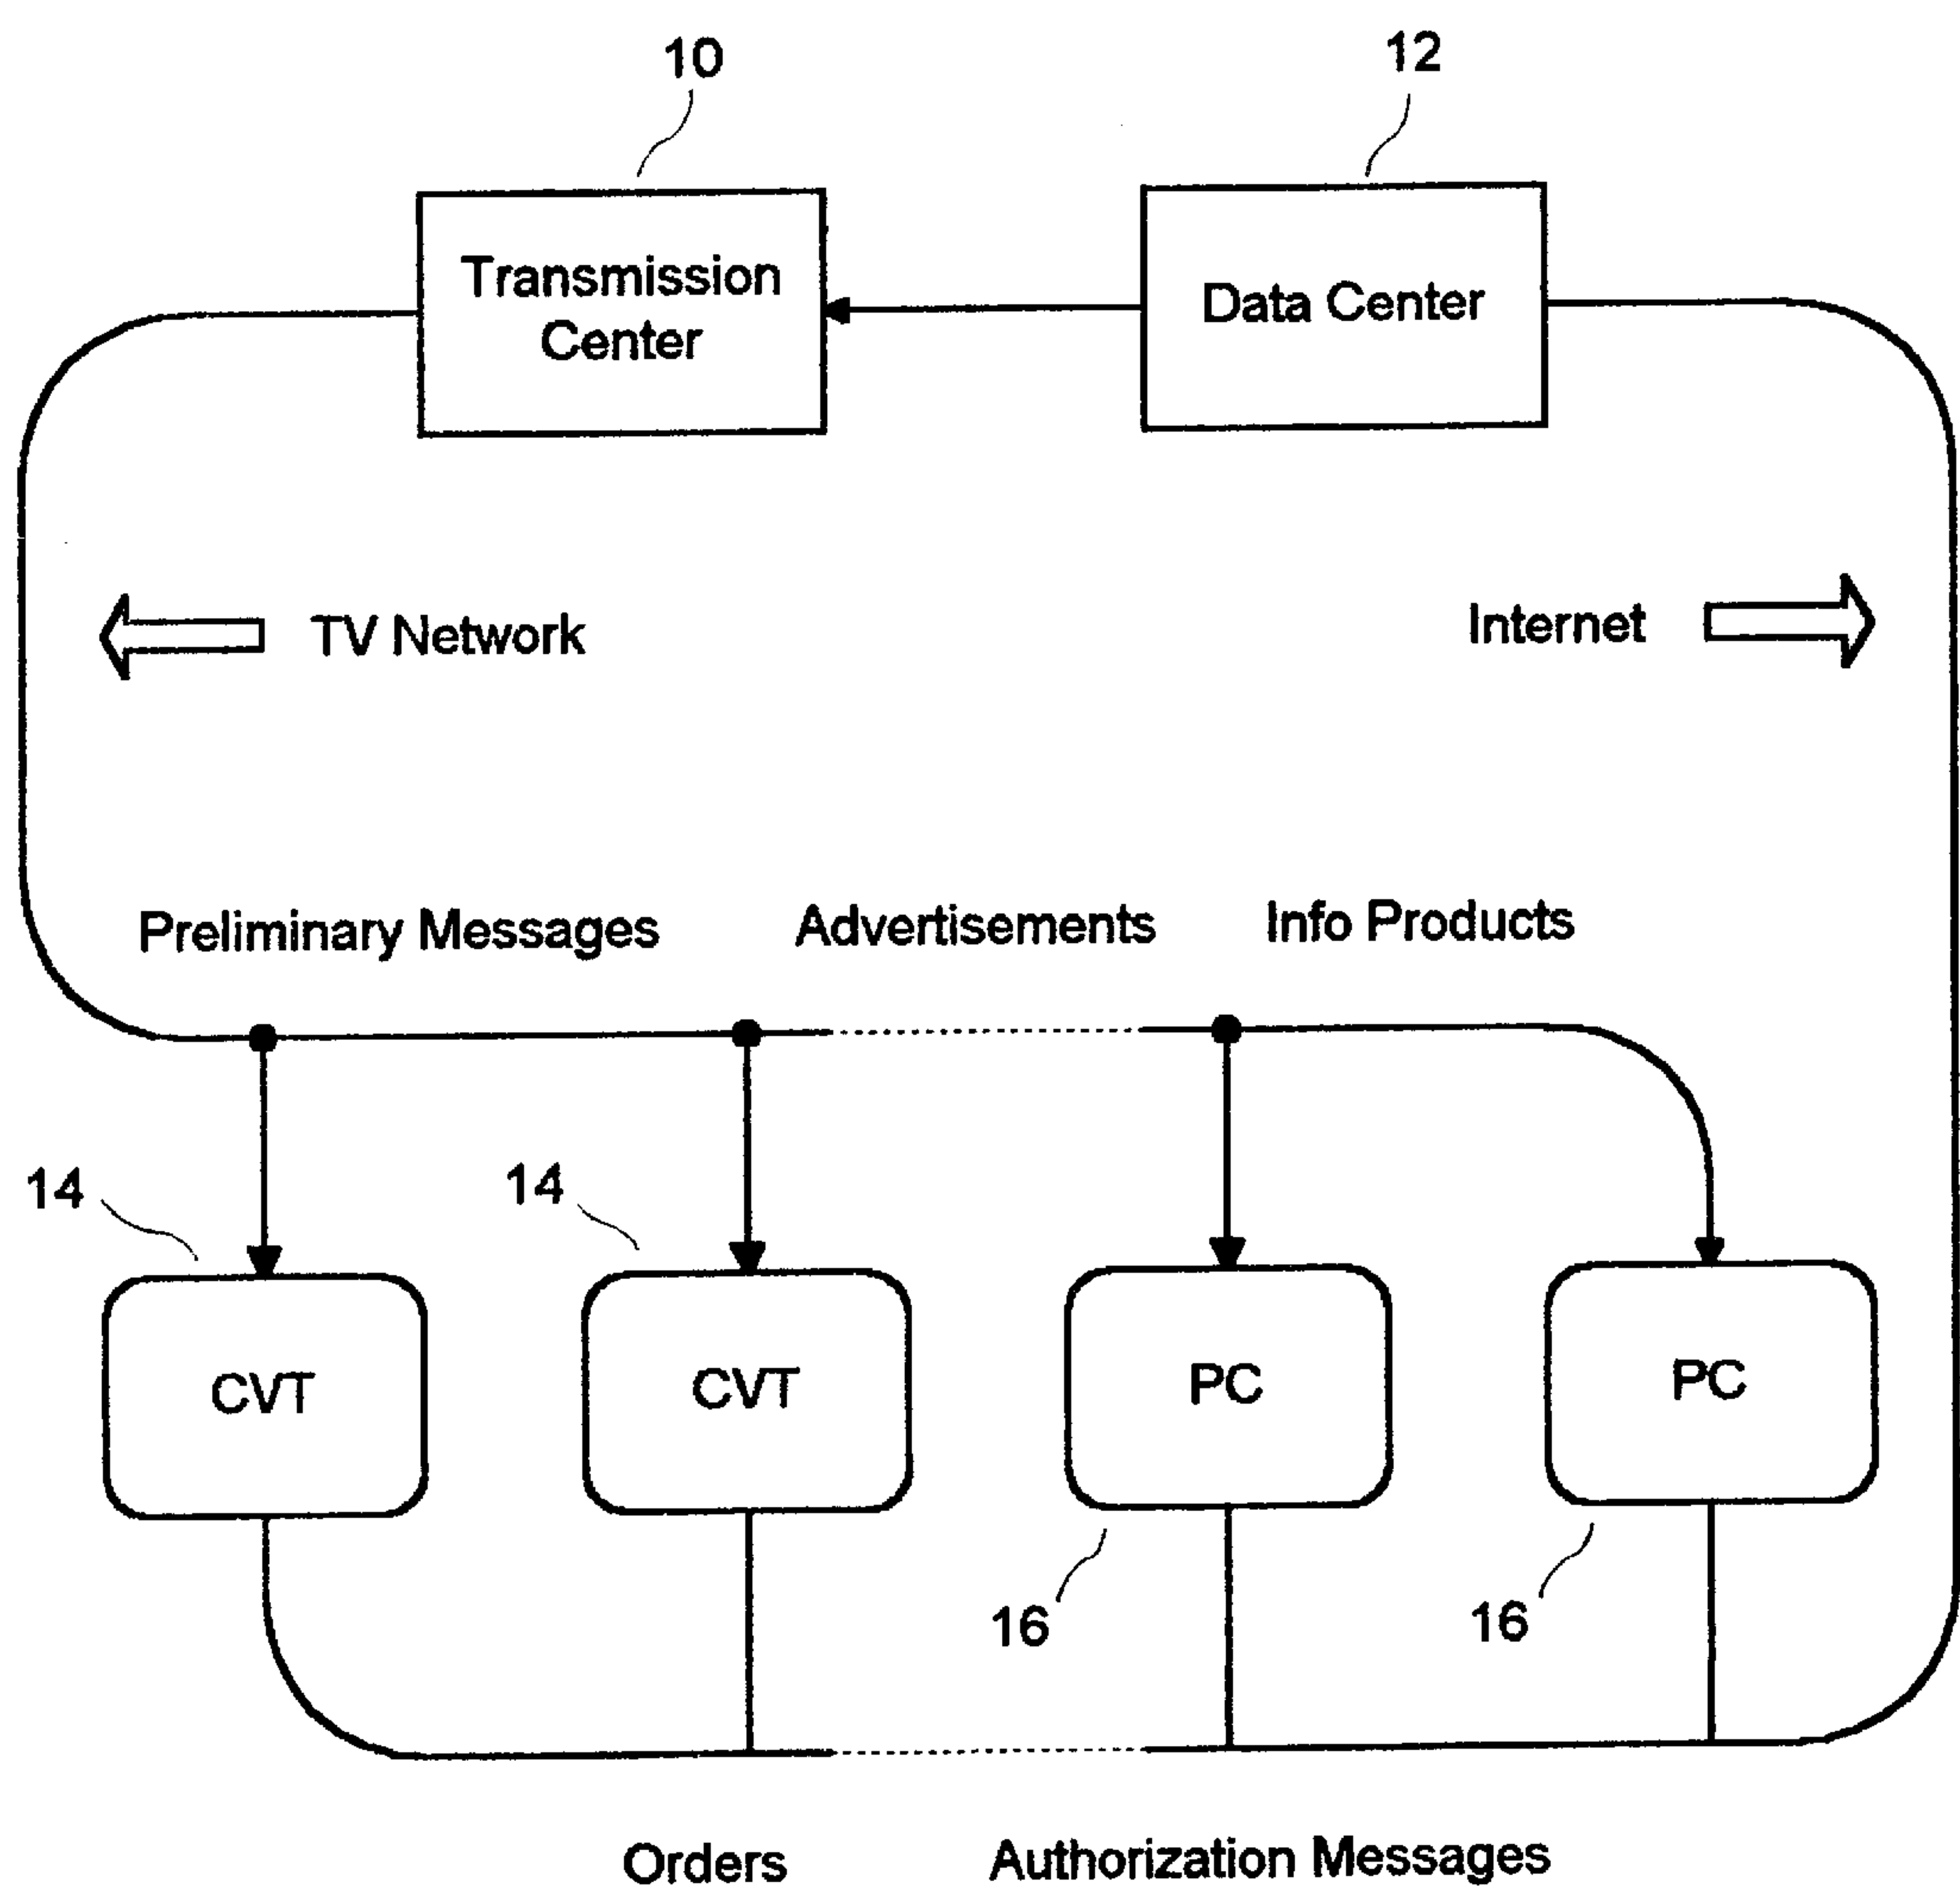 10
12
Transmission
Center
Data Center
TV Network
Internet
Preliminary Messages
Advertisements
Info Products
14
14
CVT
CVT
PC
PC
16
16
Orders
Authorization Messages